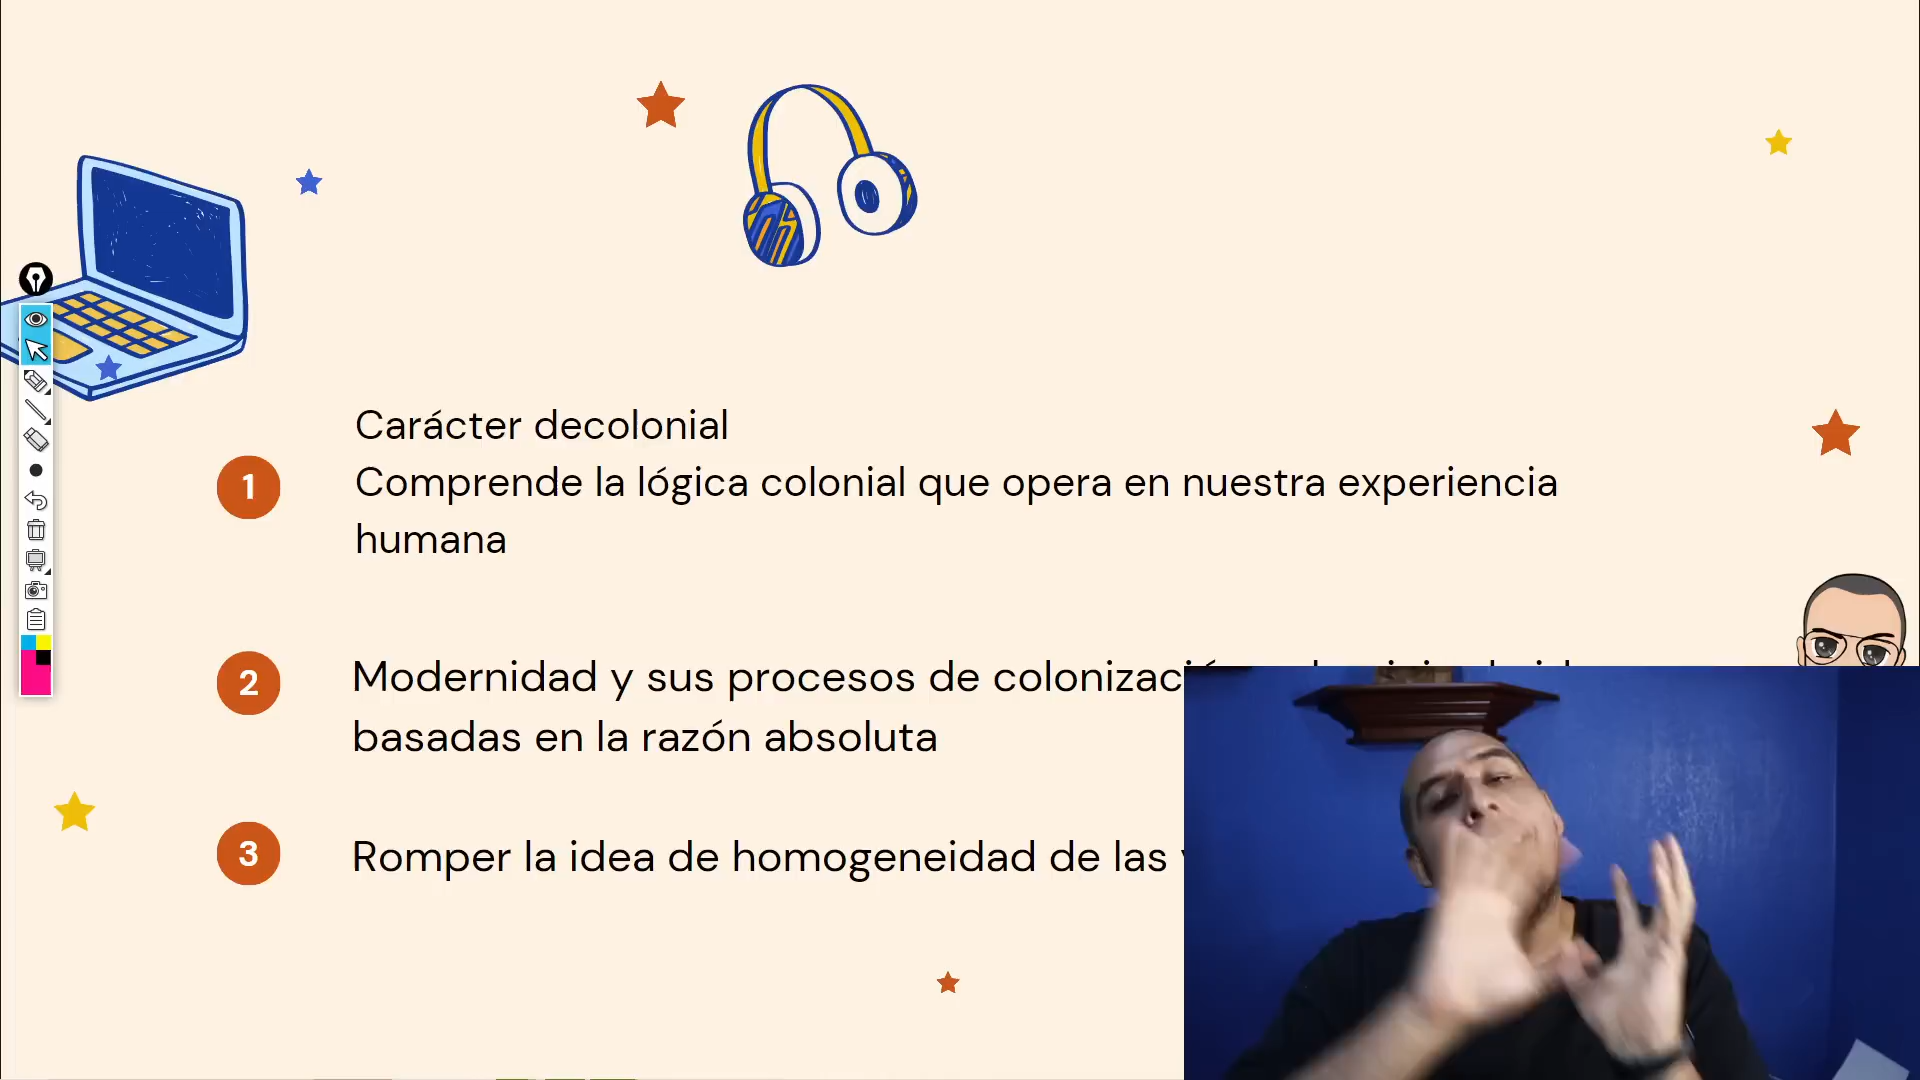 Carácter decolonial
1
Comprende la lógica colonial que opera en nuestra experiencia
humana
2
Modernidad y sus procesos de
basadas en la razón absoluta
3
Romper la idea de homogeneidad de las